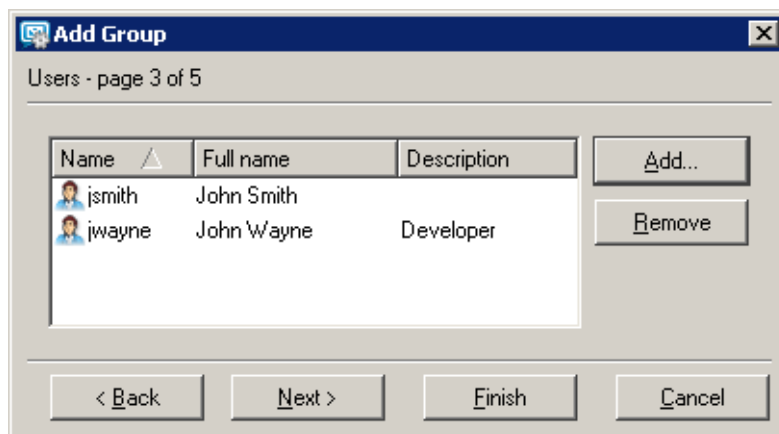 Add Group
Users - page 3 of 5
Name Full name Description
Add...
jsmith John Smith
jwayne John Wayne Developer
Remove
< Back Next > Finish Cancel